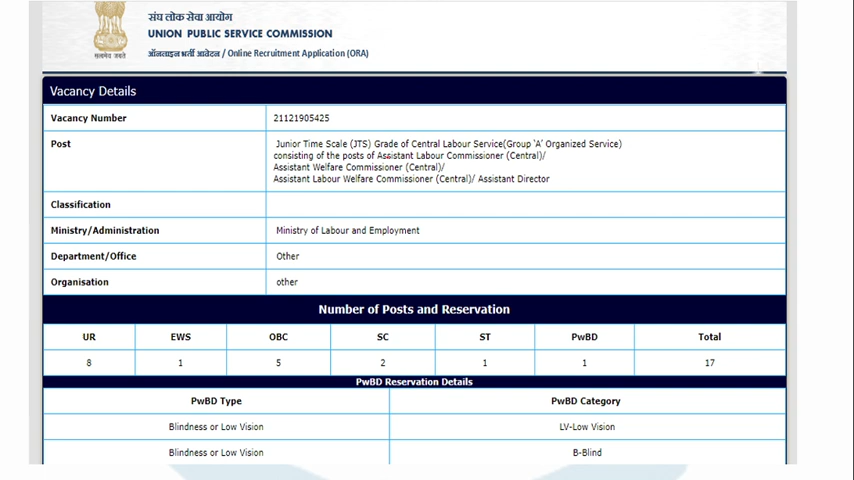 संघ लोक सेवा आयोग
UNION PUBLIC SERVICE COMMISSION
ऑनलाइन भर्ती आवेदन / Online Recruitment Application (ORA)
सत्यमेव जयते
Vacancy Details
Vacancy Number 21121905425
Post Junior Time Scale (JTS) Grade of Central Labour Service(Group 'A' Organized Service)
consisting of the posts of Assistant Labour Commissioner (Central)/
Assistant Welfare Commissioner (Central)/
Assistant Labour Welfare Commissioner (Central)/ Assistant Director
Classification
Ministry/Administration Ministry of Labour and Employment
Department/Office Other
Organisation other
Number of Posts and Reservation
UR EWS OBC SC ST PwBD Total
8 1 5 2 1 1 17
PwBD Reservation Details
PwBD Type PwBD Category
Blindness or Low Vision LV-Low Vision
Blindness or Low Vision B-Blind